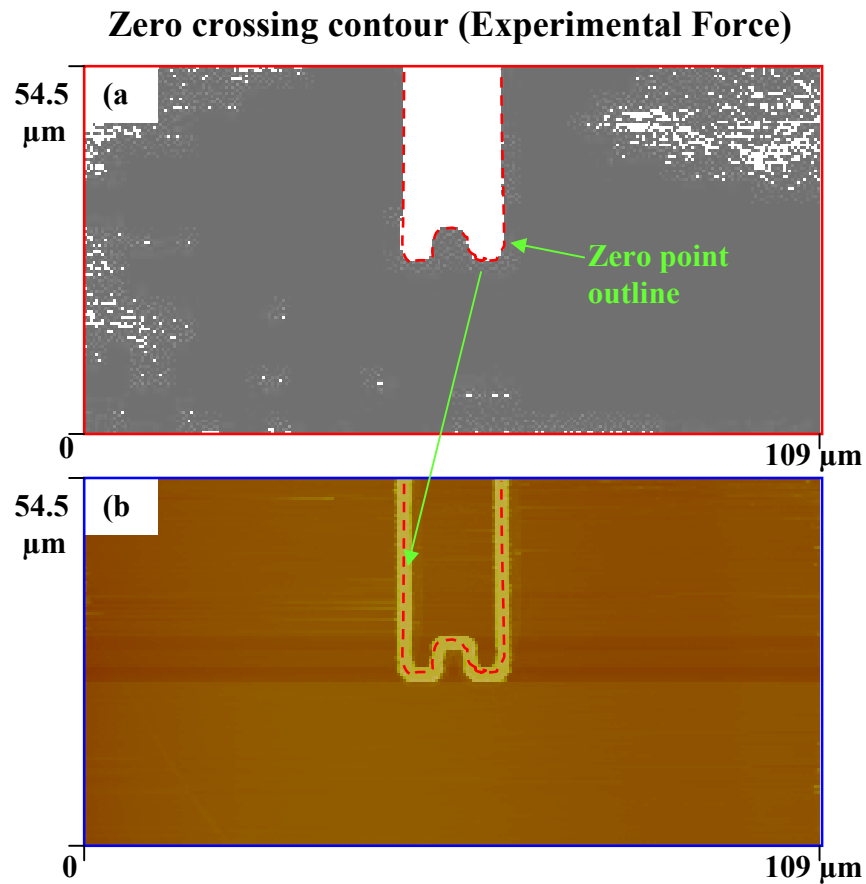 Zero crossing contour (Experimental Force)
54.5
µm
(a
Zero point
outline
0
109 µm
54.5
µm
(b
0
109 µm